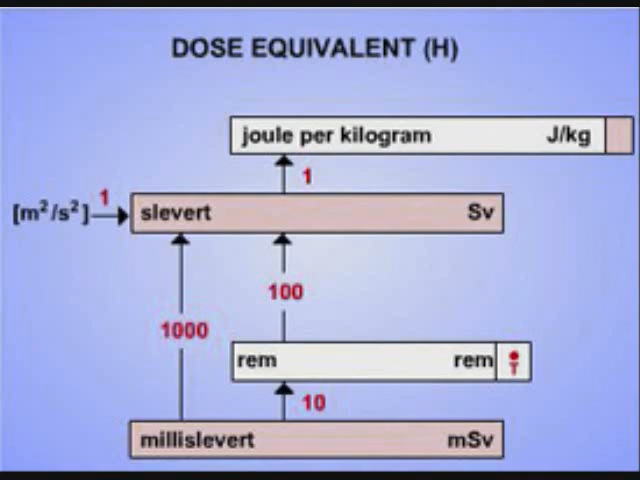 DOSE EQUIVALENT (H)
joule per kilogram J/kg
1
[m²/s²] 1 slevert Sv
100
1000
rem rem T
10
millislevert mSv